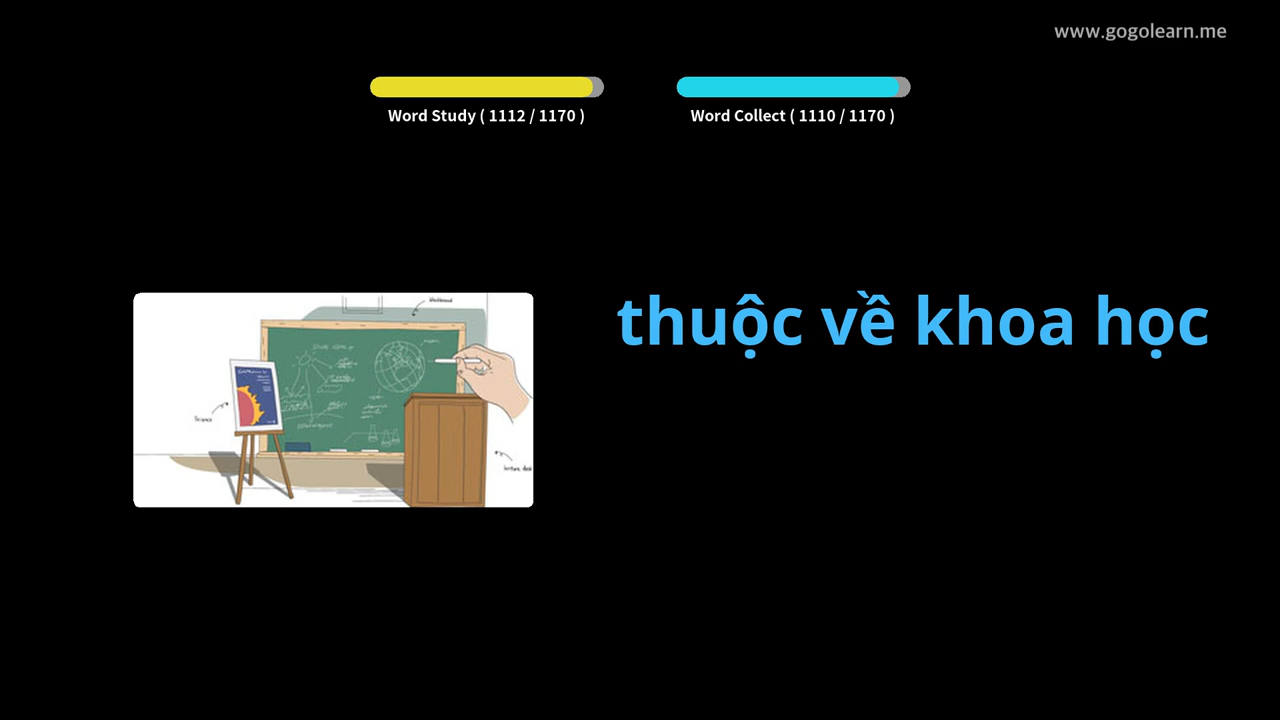 www.gogolearn.me
Word Study ( 1112 / 1170 )
Word Collect ( 1110 / 1170 )
thuộc về khoa học